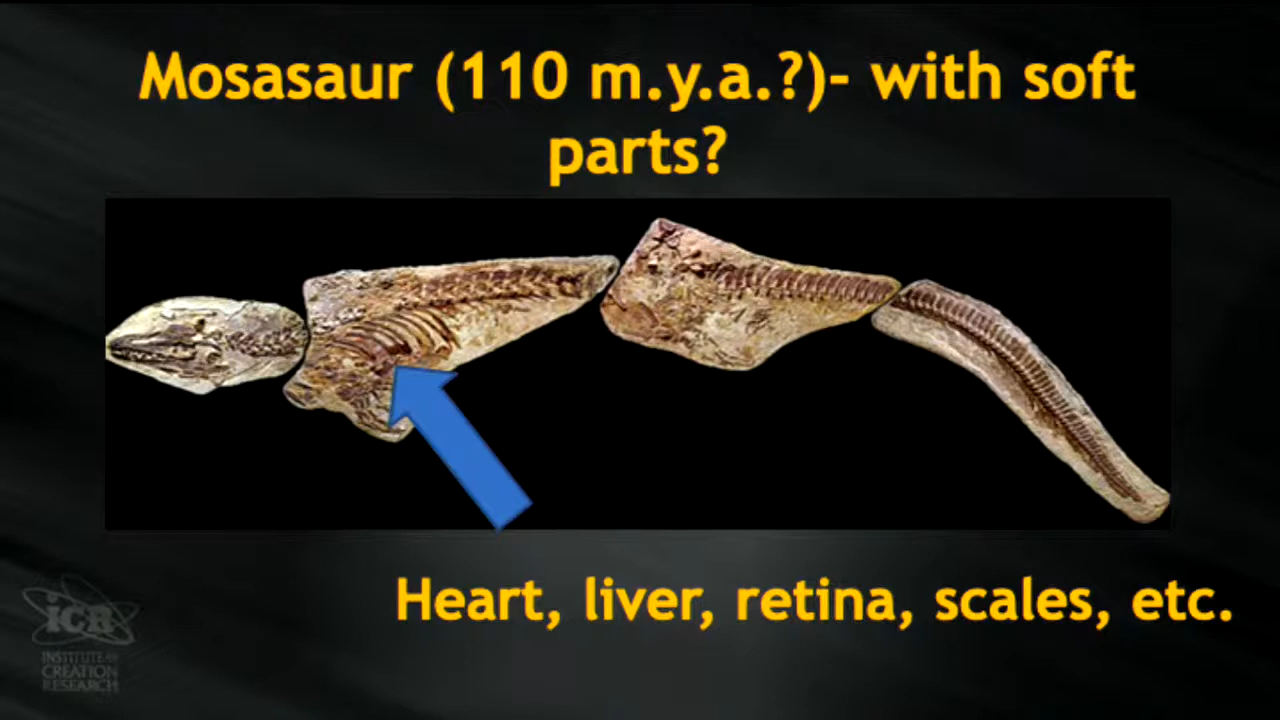 Mosasaur (110 m.y.a.?)- with soft
parts?
Heart, liver, retina, scales, etc.
iCR
INSTITUTE for
CREATION
RESEARCH